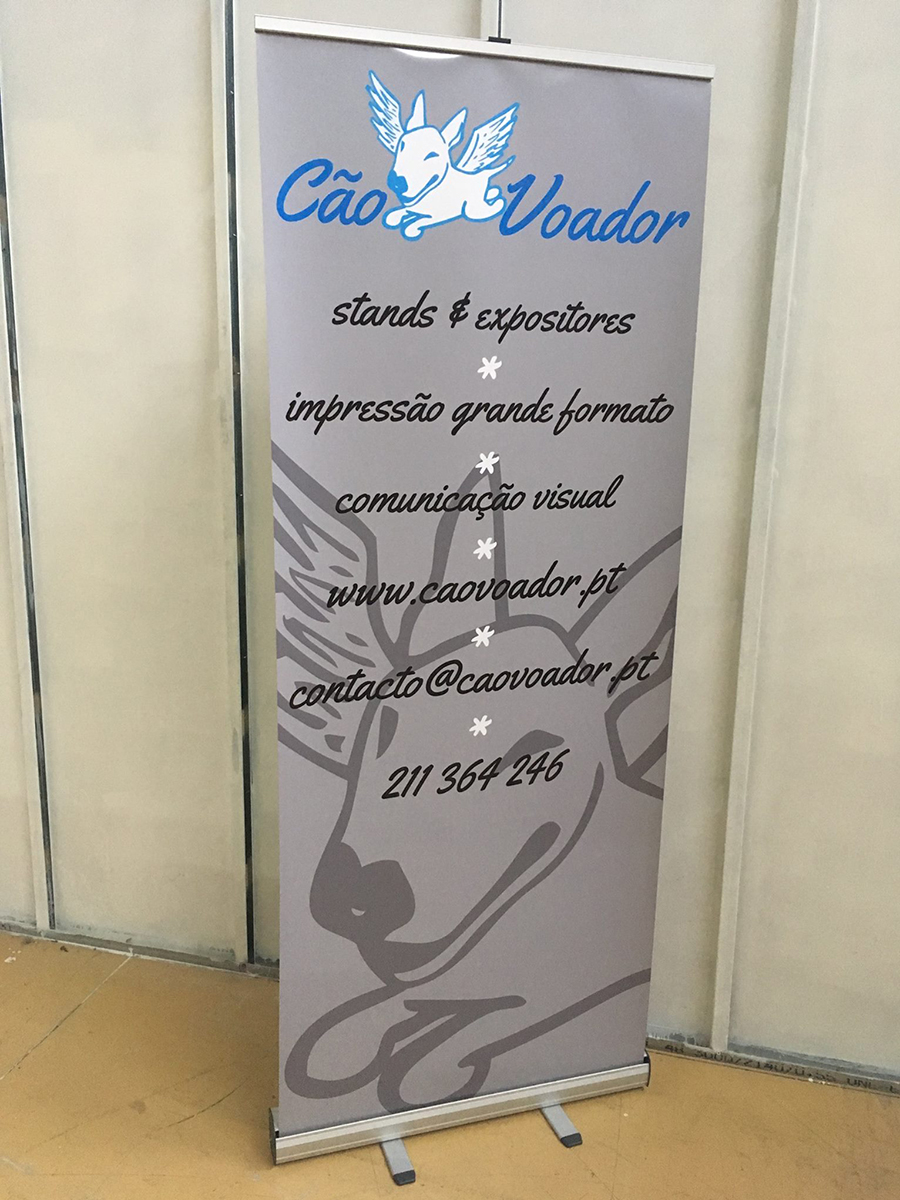 Cão Voador
stands & expositores
*
impressão grande formato
*
comunicação visual
*
www.caovoador.pt
*
contacto@caovoador.pt
*
211 364 246